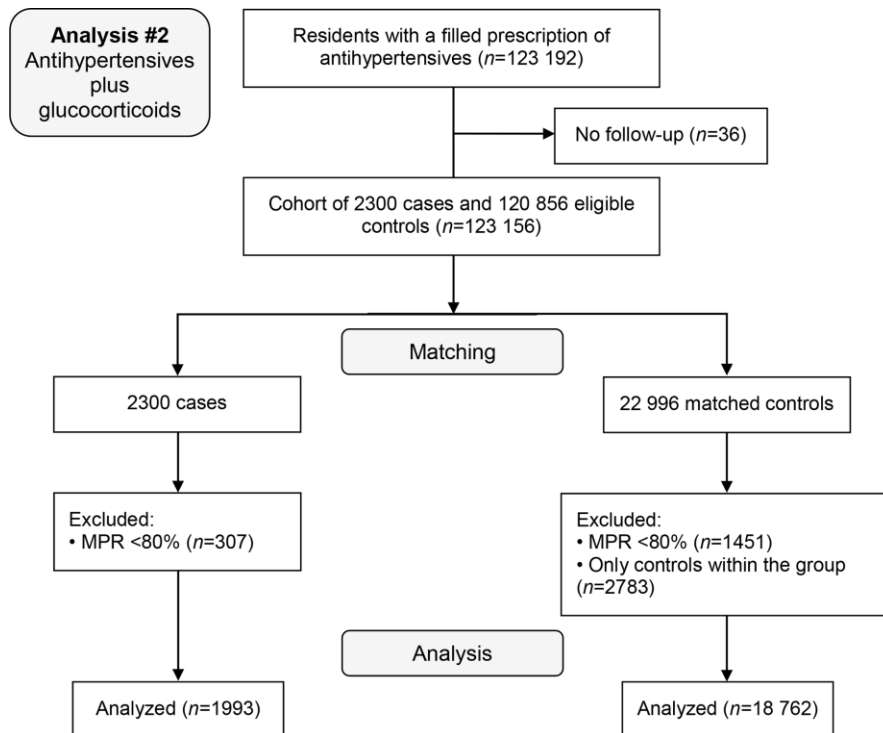 Analysis #2
Antihypertensives
plus
glucocorticoids
Residents with a filled prescription of
antihypertensives (n=123 192)
No follow-up (n=36)
Cohort of 2300 cases and 120 856 eligible
controls (n=123 156)
Matching
2300 cases
22 996 matched controls
Excluded:
• MPR <80% (n=307)
Excluded:
• MPR <80% (n=1451)
• Only controls within the group
(n=2783)
Analysis
Analyzed (n=1993)
Analyzed (n=18 762)